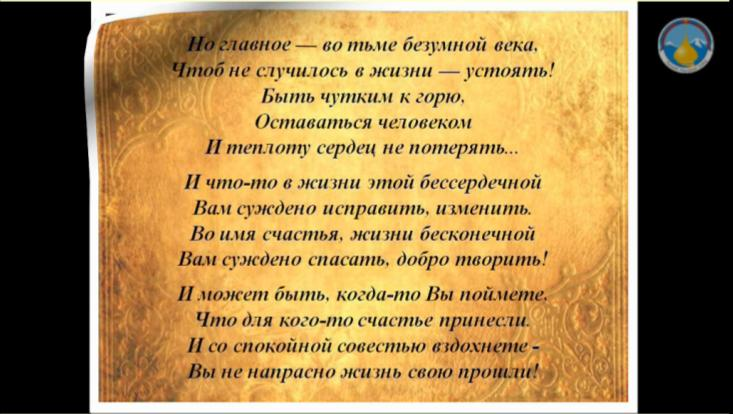 Но главное — во тьме безумной века,
Чтоб не случилось в жизни — устоять!
Быть чутким к горю,
Оставаться человеком
И теплоту сердец не потерять...
И что-то в жизни этой бессердечной
Вам суждено исправить, изменить.
Во имя счастья, жизни бесконечной
Вам суждено спасать, добро творить!
И может быть, когда-то Вы поймете,
Что для кого-то счастье принесли.
И со спокойной совестью вздохнете -
Вы не напрасно жизнь свою прошли!